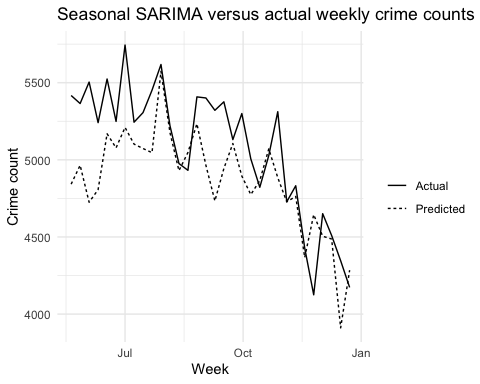 Seasonal SARIMA versus actual weekly crime counts
Crime count
5500
5000
4500
4000
Jul
Oct
Jan
Week
Actual
Predicted